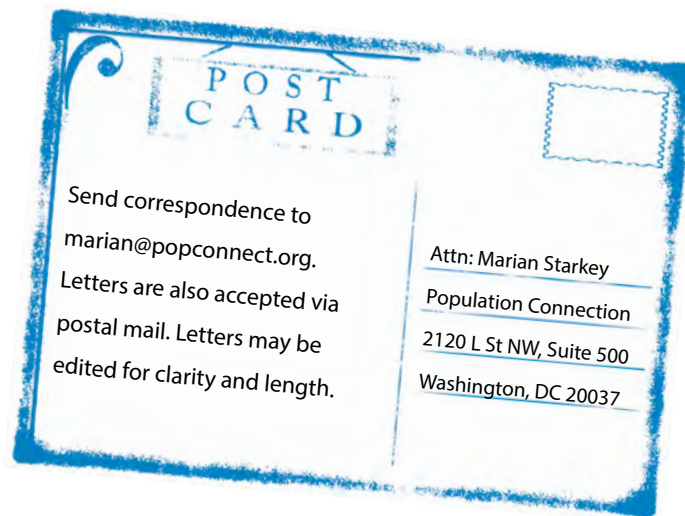 POST
CARD
Send correspondence to
marian@popconnect.org.
Letters are also accepted via
postal mail. Letters may be
edited for clarity and length.
Attn: Marian Starkey
Population Connection
2120 L St NW, Suite 500
Washington, DC 20037